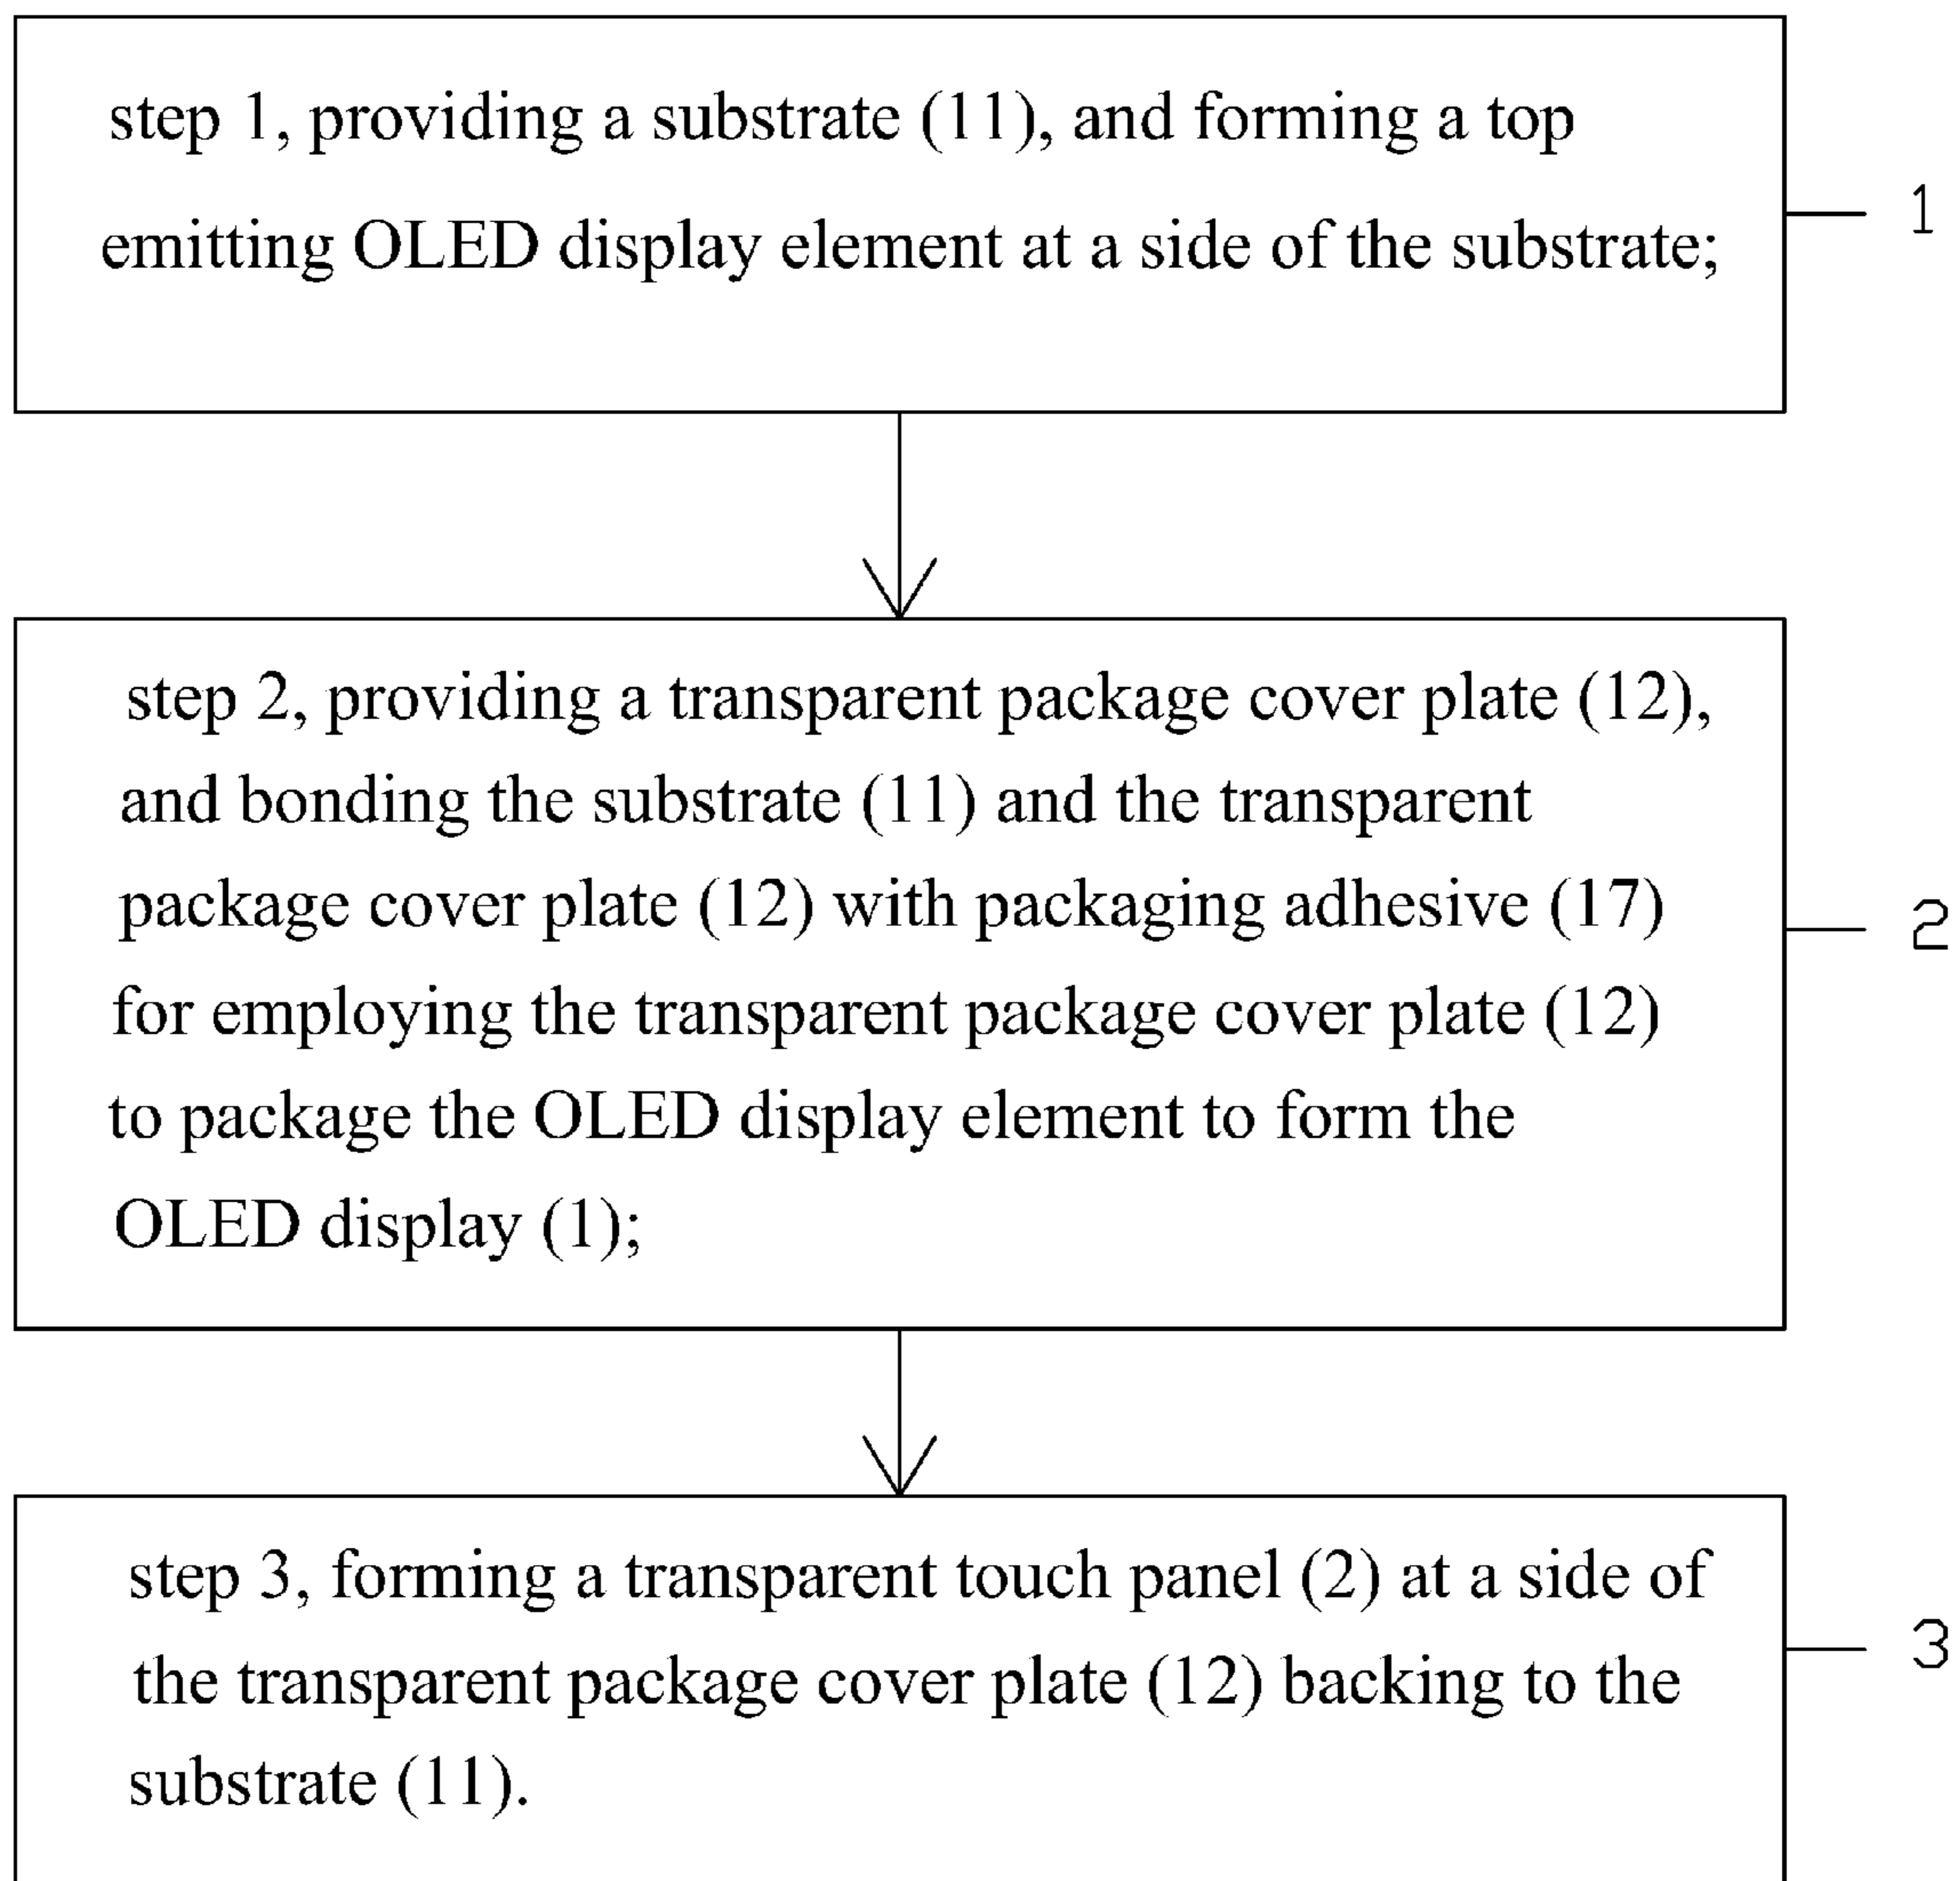 step 1, providing a substrate (11), and forming a top
emitting OLED display element at a side of the substrate;
1
step 2, providing a transparent package cover plate (12),
and bonding the substrate (11) and the transparent
package cover plate (12) with packaging adhesive (17)
for employing the transparent package cover plate (12)
to package the OLED display element to form the
OLED display (1);
2
step 3, forming a transparent touch panel (2) at a side of
the transparent package cover plate (12) backing to the
substrate (11).
3